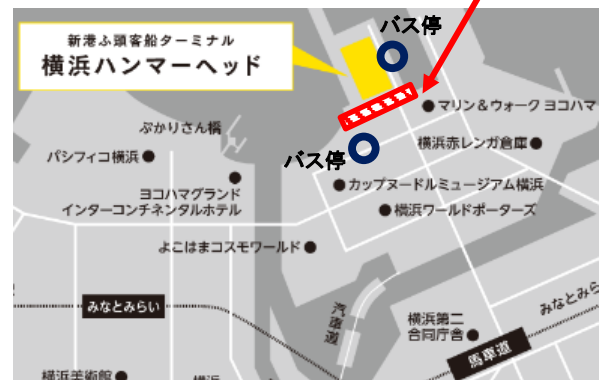 バス停
新港ふ頭客船ターミナル
横浜ハンマーヘッド
マリン&ウォーク ヨコハマ
ぷかりさん橋
横浜赤レンガ倉庫
パシフィコ横浜
バス停
カップヌードルミュージアム横浜
ヨコハマグランド
インターコンチネンタルホテル
横浜ワールドポーターズ
よこはまコスモワールド
みなとみらい
汽車道
みなとみら
横浜第二
合同庁舎
馬車道
横浜美術館
横浜